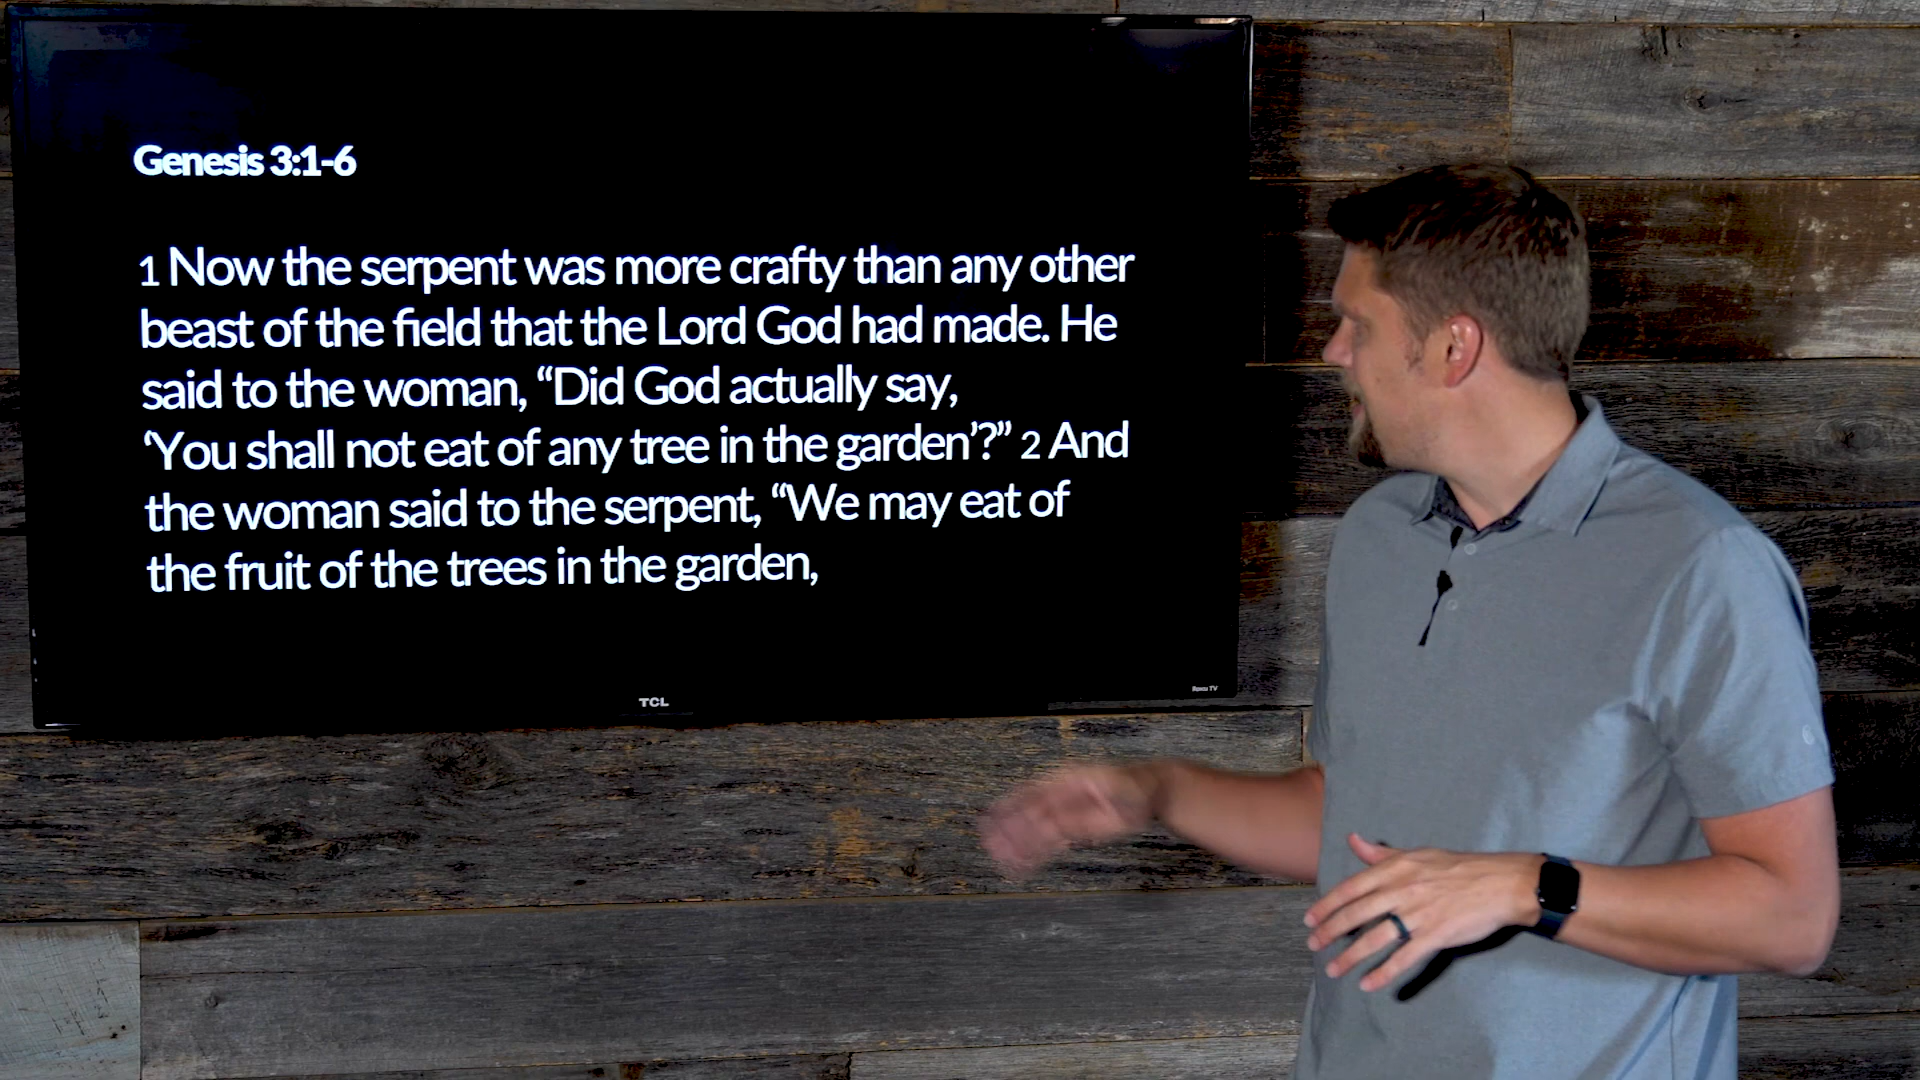 Genesis 3:1-6
1 Now the serpent was more crafty than any other
beast of the field that the Lord God had made. He
said to the woman, “Did God actually say,
‘You shall not eat of any tree in the garden’?” 2 And
the woman said to the serpent, “We may eat of
the fruit of the trees in the garden,
TCL
Roku TV